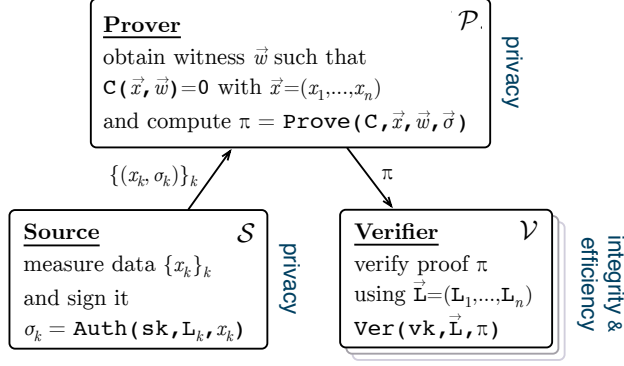 Prover 𝒫.
obtain witness w⃗ such that
C(x⃗,w⃗)=0 with x⃗=(x₁,...,xₙ)
and compute π = Prove(C,x⃗,w⃗,σ⃗)
privacy
{(xₖ, σₖ)}ₖ
π
Source 𝒮
measure data {xₖ}ₖ
and sign it
σₖ = Auth(sk,Lₖ,xₖ)
privacy
Verifier 𝒱
verify proof π
using L⃗=(L₁,...,Lₙ)
Ver(vk,L⃗,π)
integrity &
efficiency